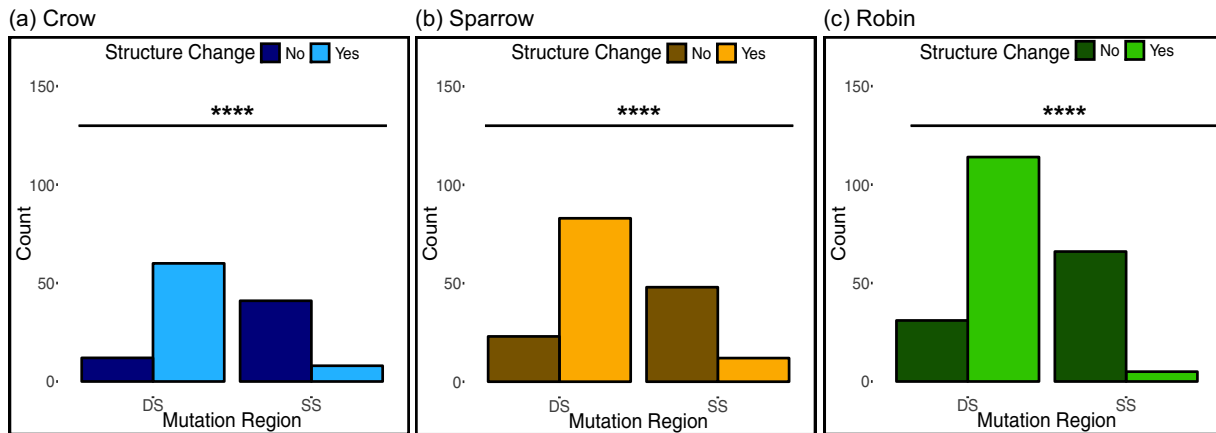 (a) Crow
Structure Change No Yes
150
****
100
Count
50
0
DS SS
Mutation Region
(b) Sparrow
Structure Change No Yes
150
****
100
Count
50
0
DS SS
Mutation Region
(c) Robin
Structure Change No Yes
150
****
100
Count
50
0
DS SS
Mutation Region